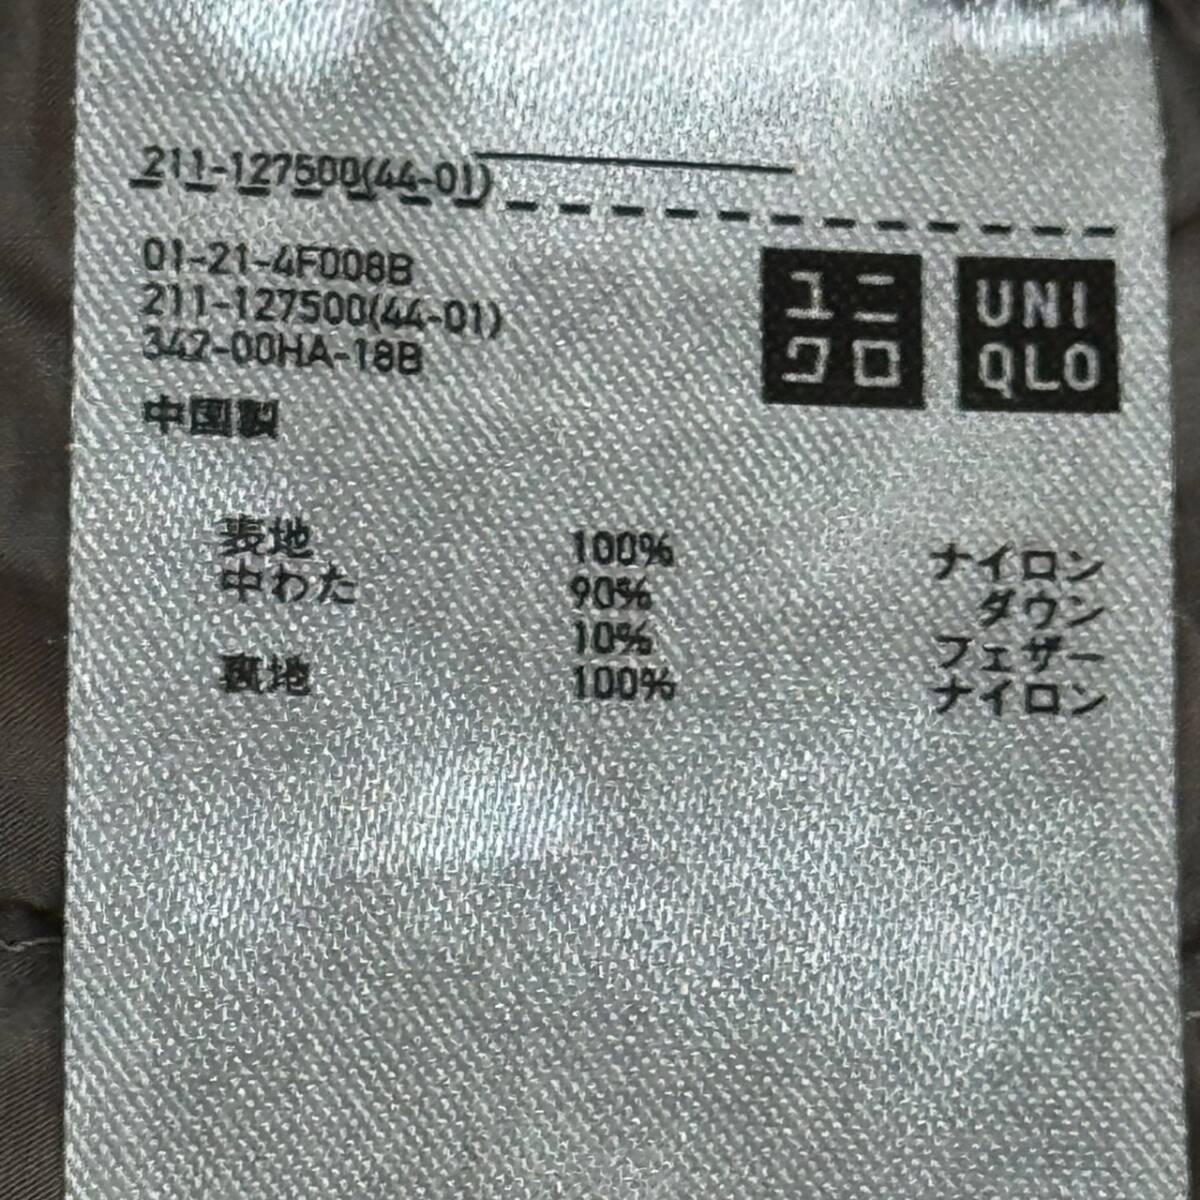 211-127500(44-01)
01-21-4F008B
211-127500(44-01)
342-00HA-18B
中国製
ユニ
クロ
UNI
QLO
表地 100% ナイロン
中わた 90% ダウン
10% フェザー
裏地 100% ナイロン